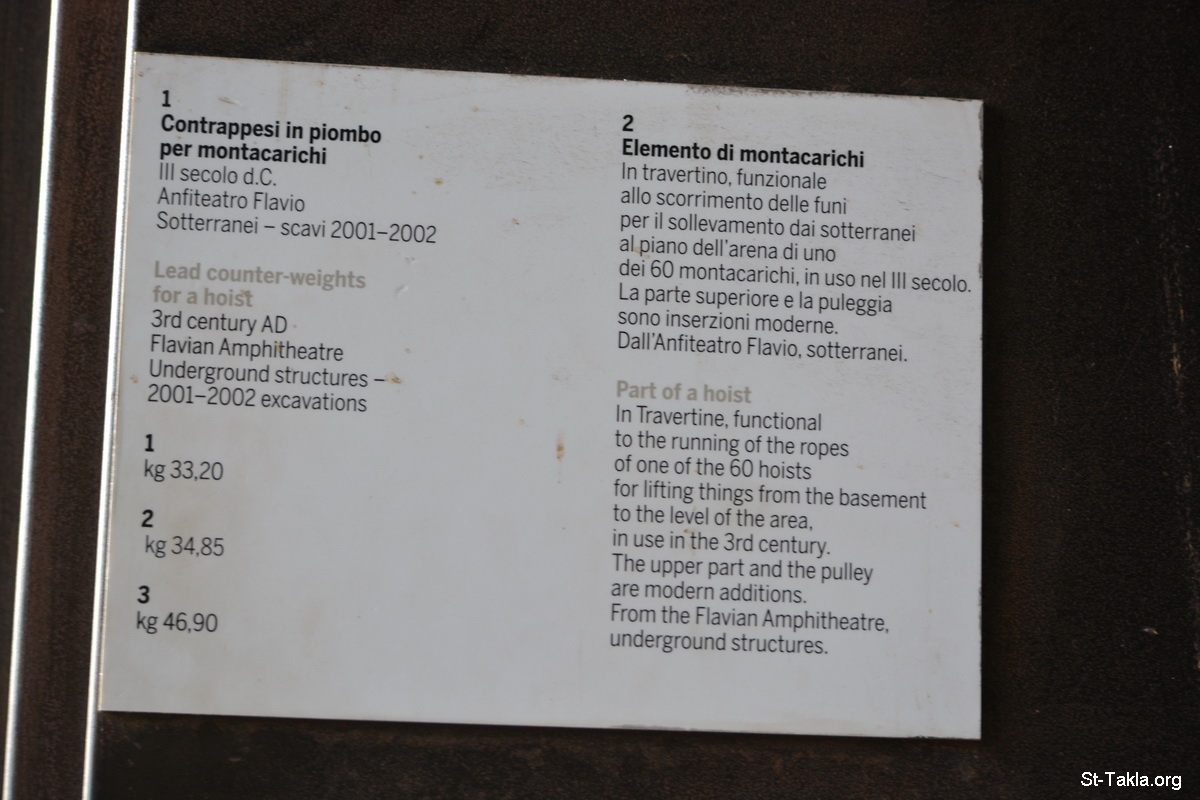 1
Contrappesi in piombo
per montacarichi
III secolo d.C.
Anfiteatro Flavio
Sotterranei – scavi 2001–2002
Lead counter-weights
for a hoist
3rd century AD
Flavian Amphitheatre
Underground structures –
2001–2002 excavations
1
kg 33,20
2
kg 34,85
3
kg 46,90
2
Elemento di montacarichi
In travertino, funzionale
allo scorrimento delle funi
per il sollevamento dai sotterranei
al piano dell'arena di uno
dei 60 montacarichi, in uso nel III secolo.
La parte superiore e la puleggia
sono inserzioni moderne.
Dall'Anfiteatro Flavio, sotterranei.
Part of a hoist
In Travertine, functional
to the running of the ropes
of one of the 60 hoists
for lifting things from the basement
to the level of the area,
in use in the 3rd century.
The upper part and the pulley
are modern additions.
From the Flavian Amphitheatre,
underground structures.
St-Takla.org